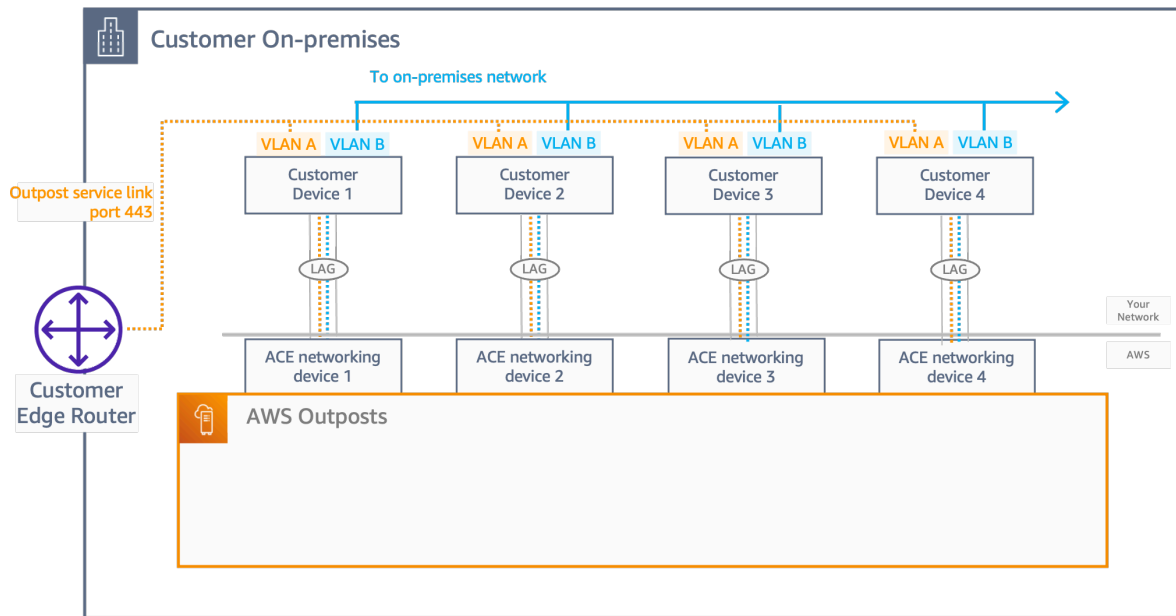 Customer On-premises
To on-premises network
VLAN A
VLAN B
VLAN A
VLAN B
VLAN A
VLAN B
VLAN A
VLAN B
Customer
Device 1
Customer
Device 2
Customer
Device 3
Customer
Device 4
Outpost service link
port 443
LAG
LAG
LAG
LAG
Your
Network
AWS
ACE networking
device 1
ACE networking
device 2
ACE networking
device 3
ACE networking
device 4
Customer
Edge Router
AWS Outposts